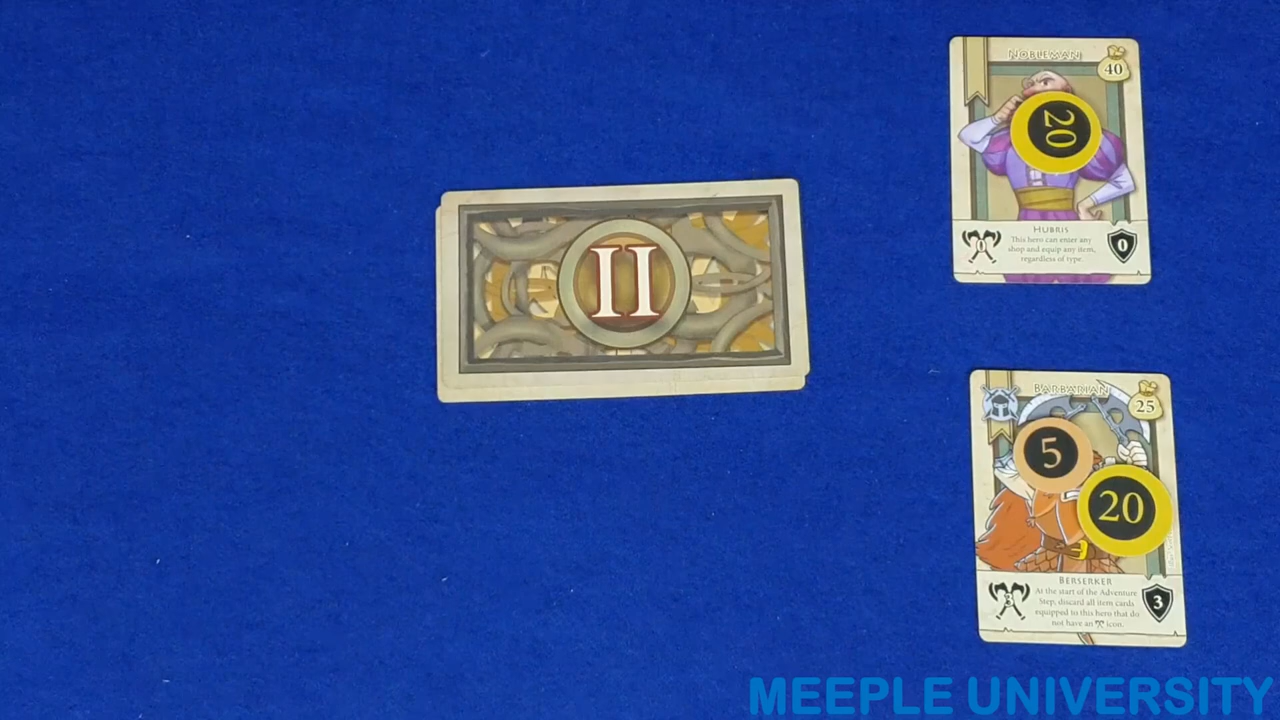 NOBLEMAN
40
20
HUBRIS
This hero can enter any
shop and equip any item,
regardless of type.
0
0
II
BARBARIAN
25
5
20
BERSERKER
At the start of the Adventure
Step, discard all item cards
equipped to this hero that do
not have an icon.
3
3
MEEPLE UNIVERSITY